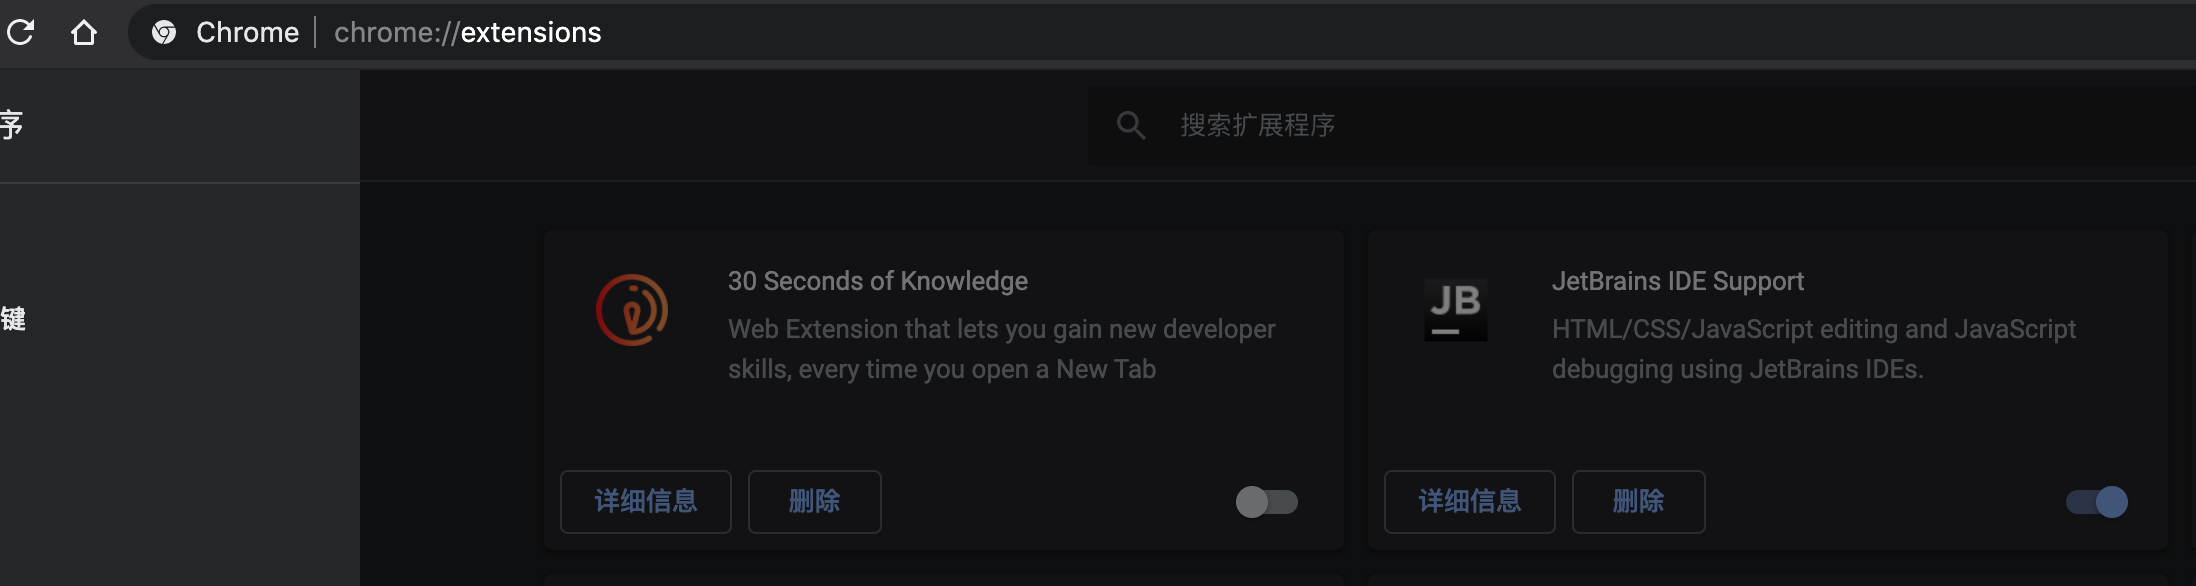 Chrome | chrome://extensions
序
搜索扩展程序
键
30 Seconds of Knowledge
Web Extension that lets you gain new developer
skills, every time you open a New Tab
详细信息
删除
JB
JetBrains IDE Support
HTML/CSS/JavaScript editing and JavaScript
debugging using JetBrains IDEs.
详细信息
删除